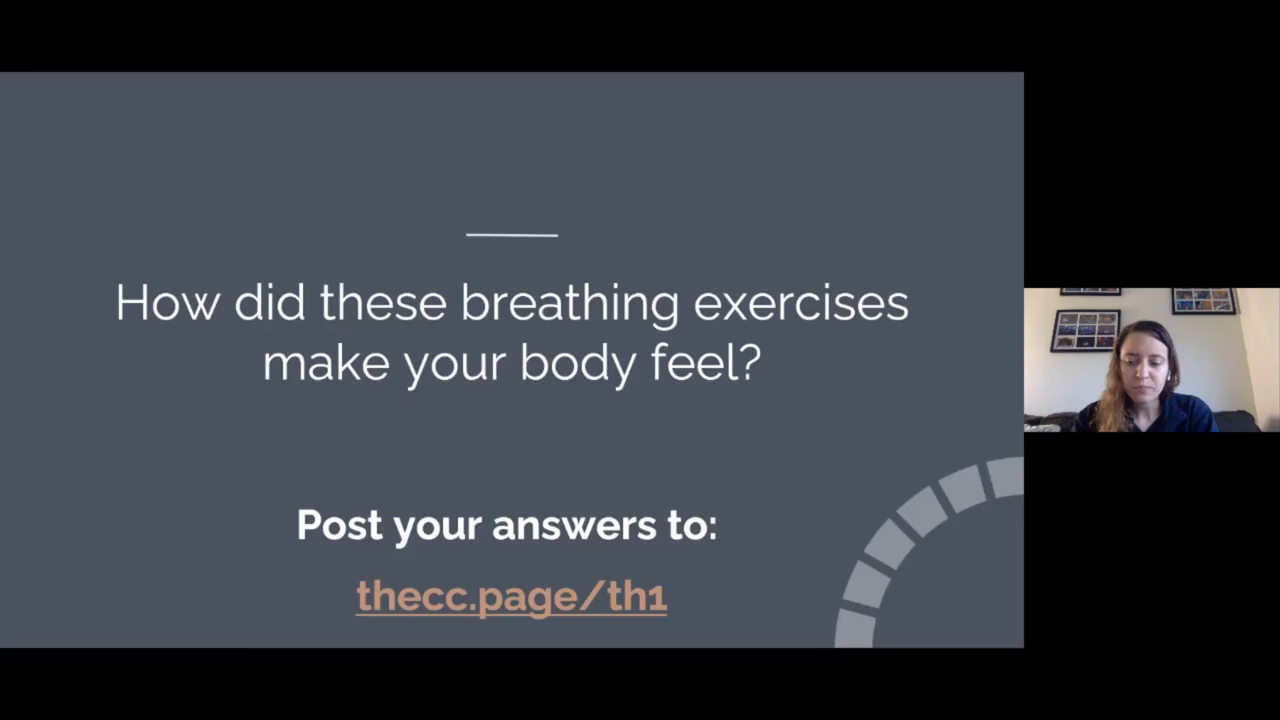 How did these breathing exercises
make your body feel?
Post your answers to:
thecc.page/th1